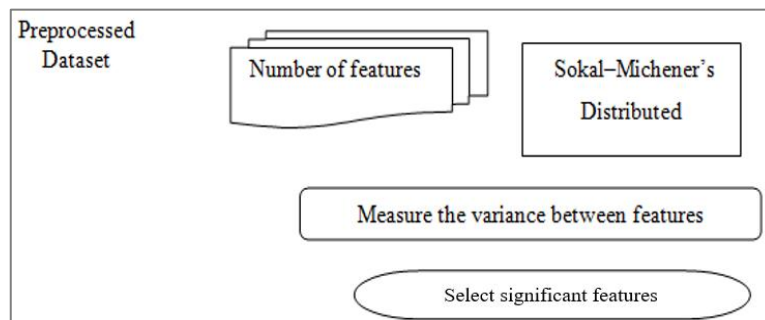 Preprocessed
Dataset
Number of features
Sokal–Michener's
Distributed
Measure the variance between features
Select significant features